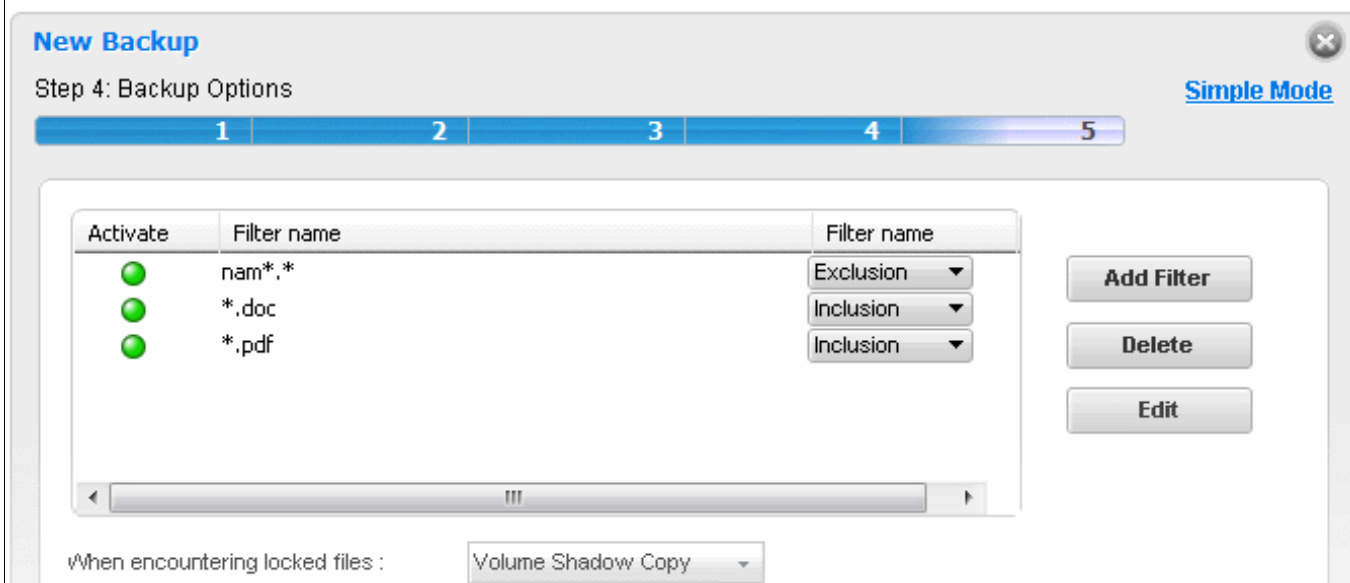 New Backup
Step 4: Backup Options
Simple Mode
1 2 3 4 5
Activate Filter name Filter name
nam*.* Exclusion
*.doc Inclusion
*.pdf Inclusion
Add Filter
Delete
Edit
When encountering locked files : Volume Shadow Copy